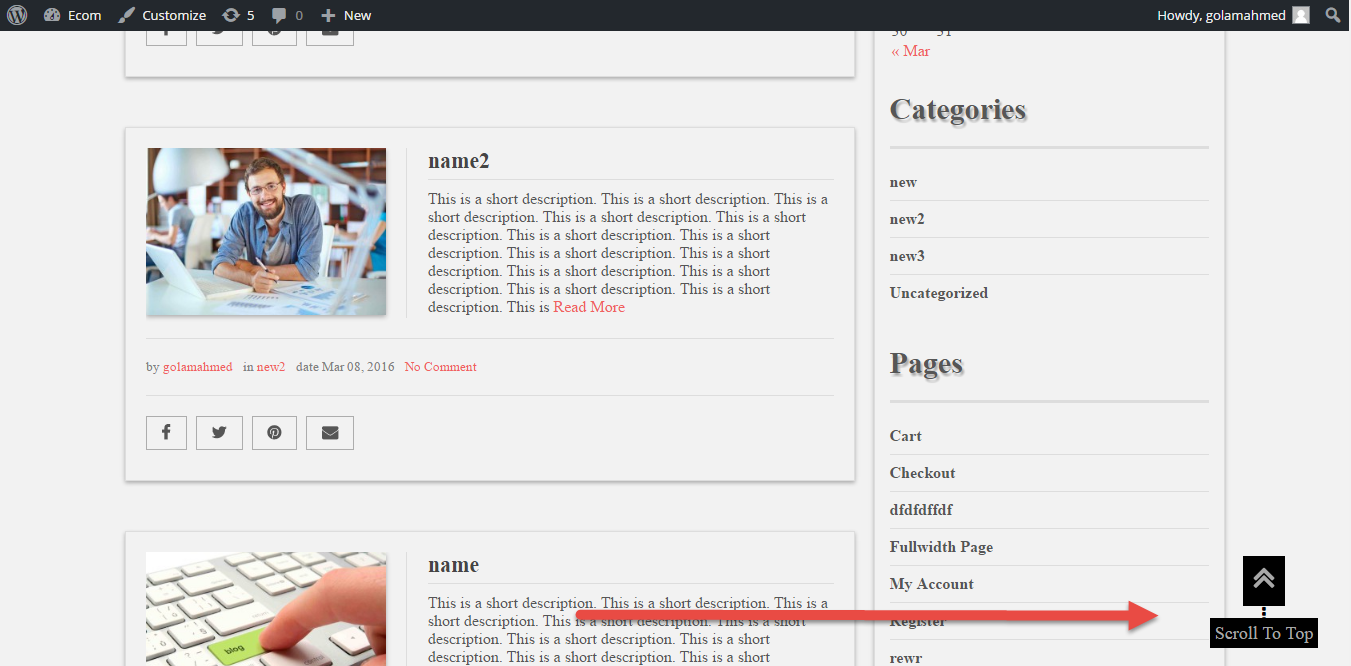 Ecom Customize 5 0 New Howdy, golamahmed
30 31
« Mar
Categories
new
new2
new3
Uncategorized
Pages
Cart
Checkout
dfdfdffdf
Fullwidth Page
My Account
Register
rewr
name2
This is a short description. This is a short description. This is a
short description. This is a short description. This is a short
description. This is a short description. This is a short
description. This is a short description. This is a short
description. This is a short description. This is a short
description. This is a short description. This is a short
description. This is Read More
by golamahmed in new2 date Mar 08, 2016 No Comment
name
This is a short description. This is a short description. This is a
short description. This is a short description. This is a short
description. This is a short description. This is a short
description. This is a short description. This is a short
blog
Scroll To Top